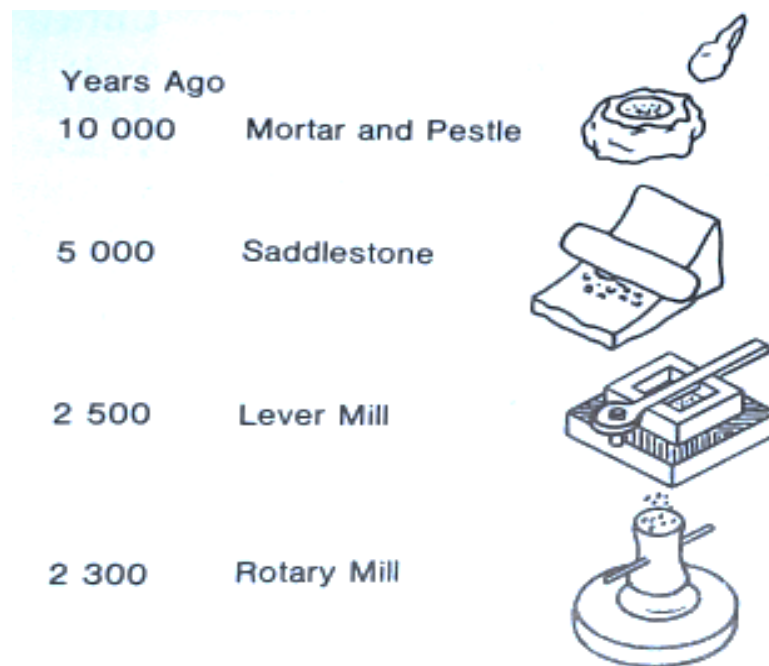 Years Ago
10 000 Mortar and Pestle
5 000 Saddlestone
2 500 Lever Mill
2 300 Rotary Mill